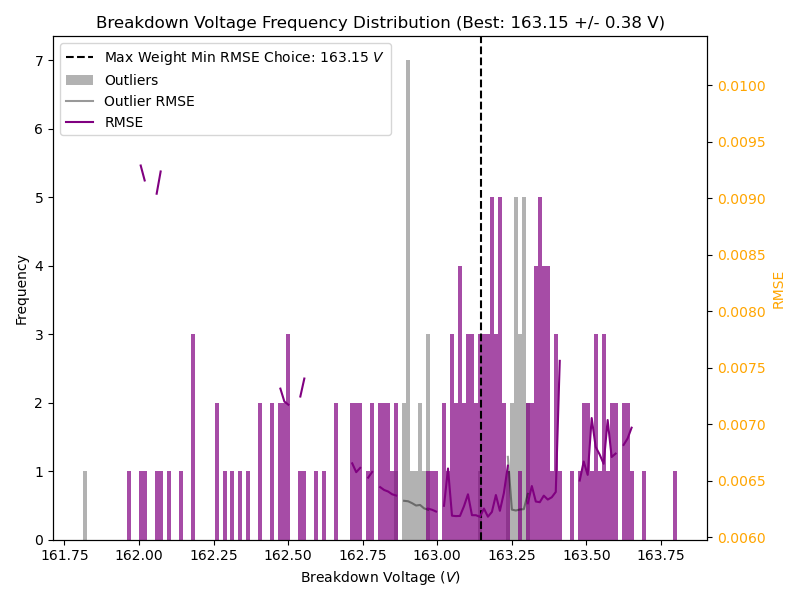 Breakdown Voltage Frequency Distribution (Best: 163.15 +/- 0.38 V)
Max Weight Min RMSE Choice: 163.15 V
Outliers
Outlier RMSE
RMSE
Frequency
7
6
5
4
3
2
1
0
0.0100
0.0095
0.0090
0.0085
0.0080
0.0075
0.0070
0.0065
0.0060
RMSE
161.75 162.00 162.25 162.50 162.75 163.00 163.25 163.50 163.75
Breakdown Voltage (V)